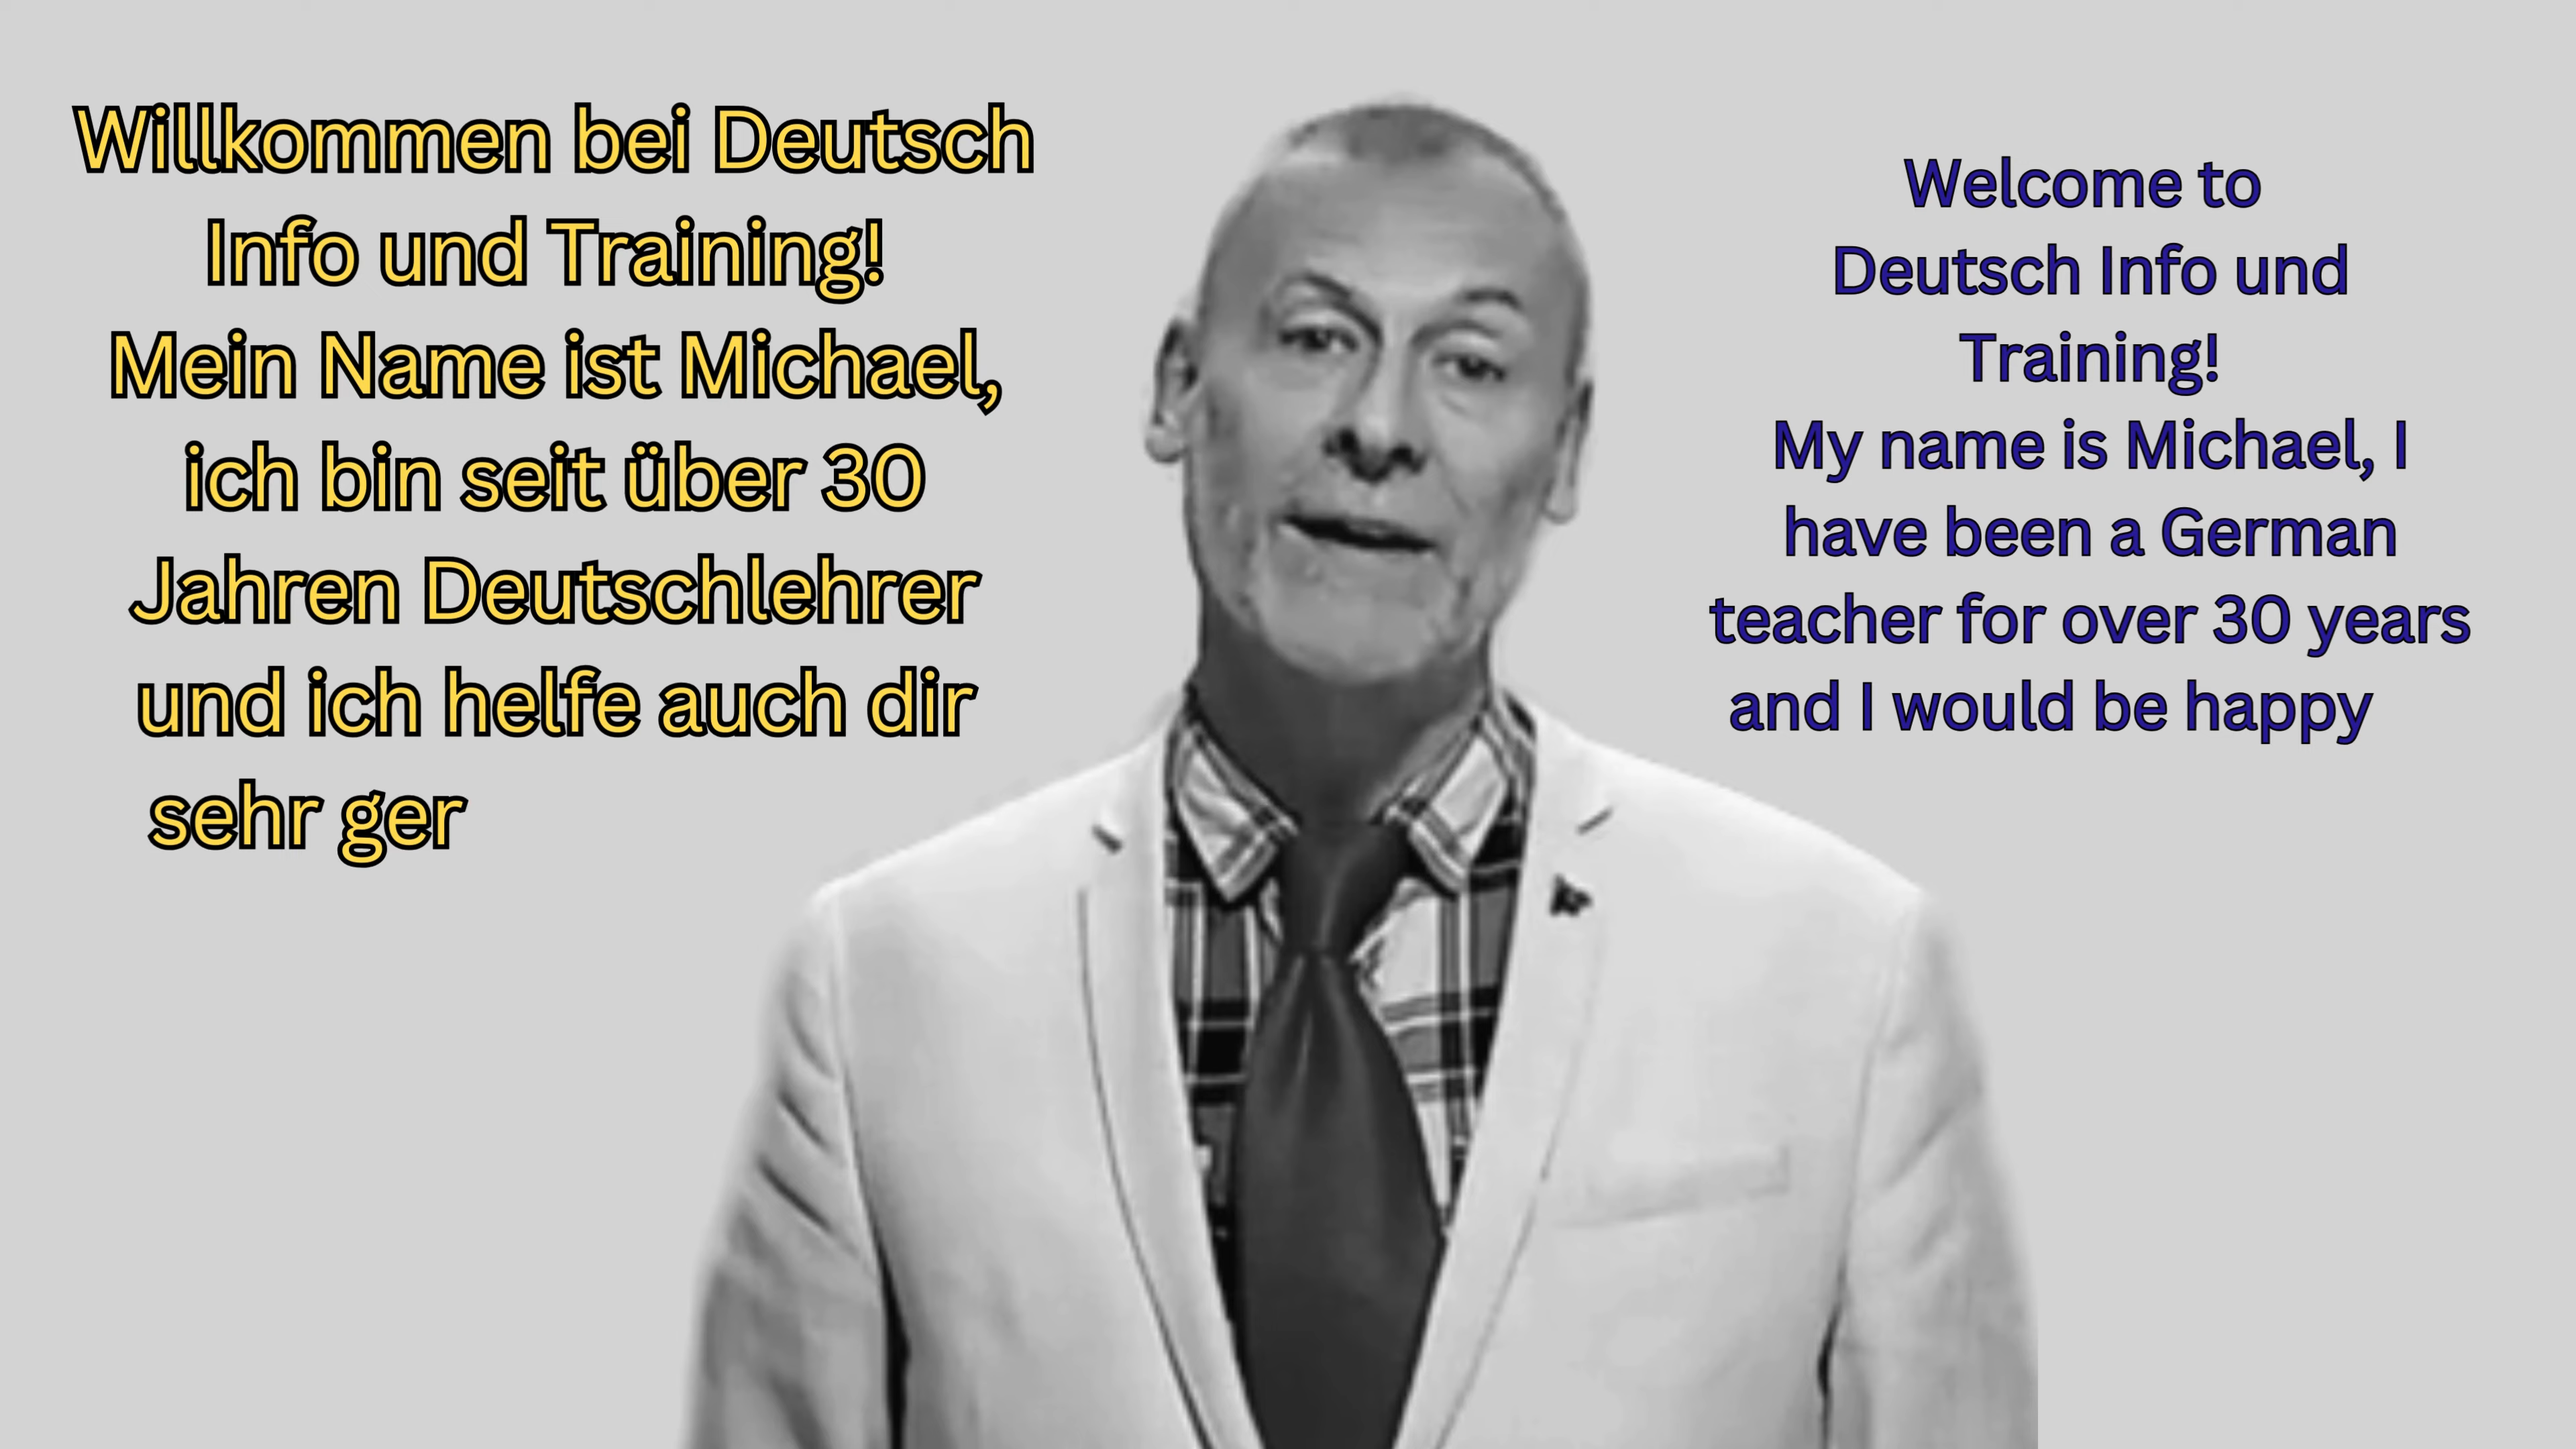 Willkommen bei Deutsch
Info und Training!
Mein Name ist Michael,
ich bin seit über 30
Jahren Deutschlehrer
und ich helfe auch dir
sehr ger
Welcome to
Deutsch Info und
Training!
My name is Michael, I
have been a German
teacher for over 30 years
and I would be happy